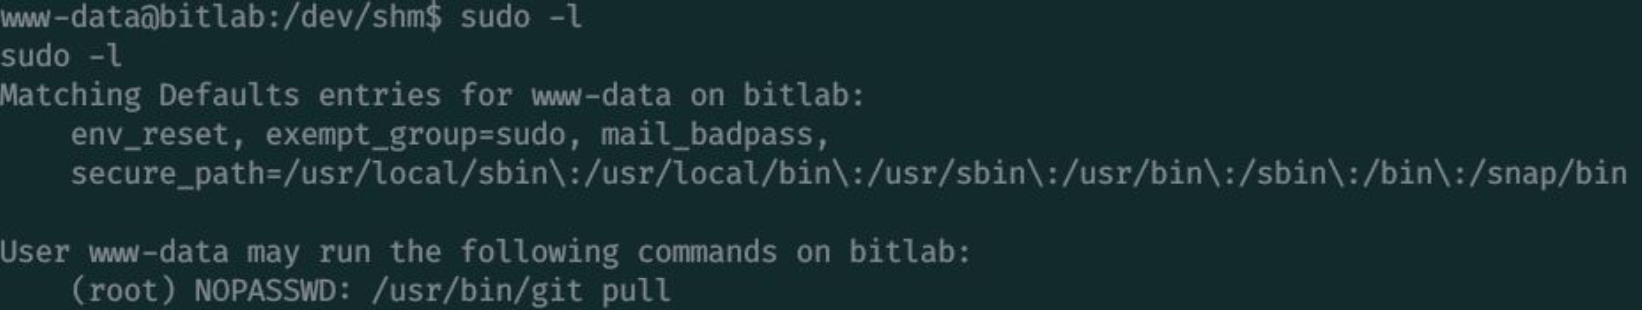 www-data@bitlab:/dev/shm$ sudo -l
sudo -l
Matching Defaults entries for www-data on bitlab:
    env_reset, exempt_group=sudo, mail_badpass,
    secure_path=/usr/local/sbin\:/usr/local/bin\:/usr/sbin\:/usr/bin\:/sbin\:/bin\:/snap/bin

User www-data may run the following commands on bitlab:
    (root) NOPASSWD: /usr/bin/git pull